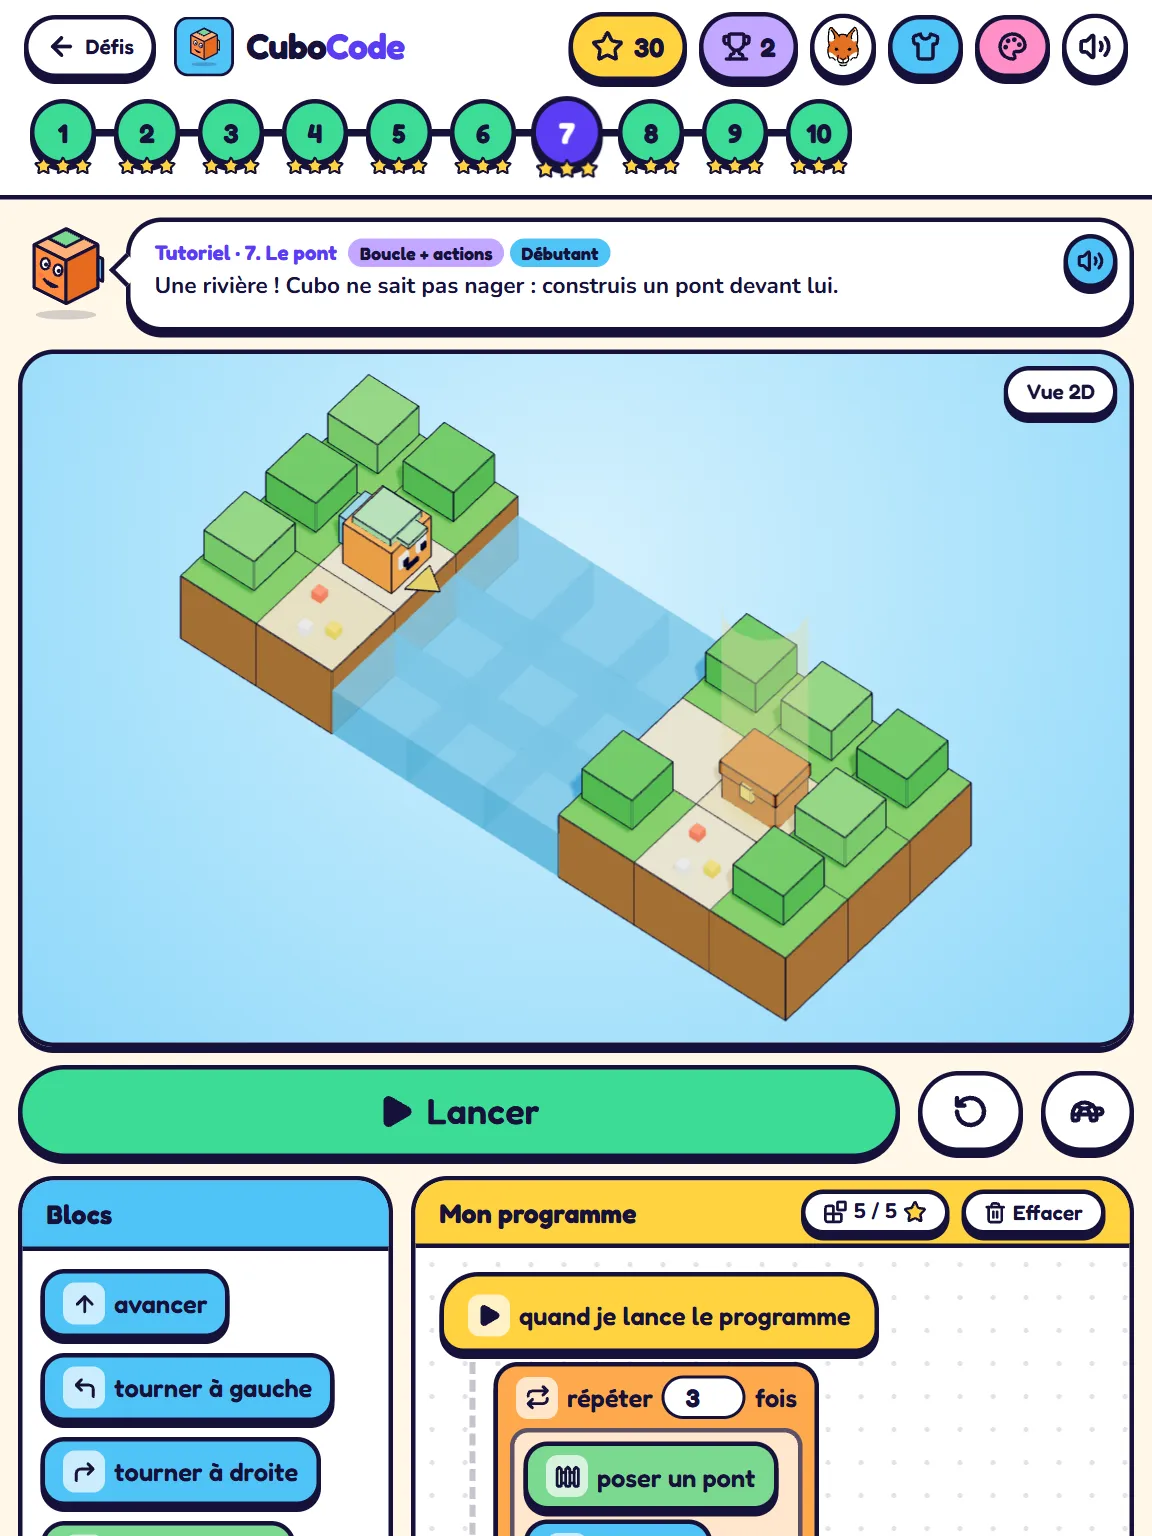 Défis
CuboCode
30
2
1 2 3 4 5 6 7 8 9 10
Tutoriel · 7. Le pont
Boucle + actions
Débutant
Une rivière ! Cubo ne sait pas nager : construis un pont devant lui.
Vue 2D
Lancer
Blocs
avancer
tourner à gauche
tourner à droite
Mon programme
5 / 5
Effacer
quand je lance le programme
répéter 3 fois
poser un pont